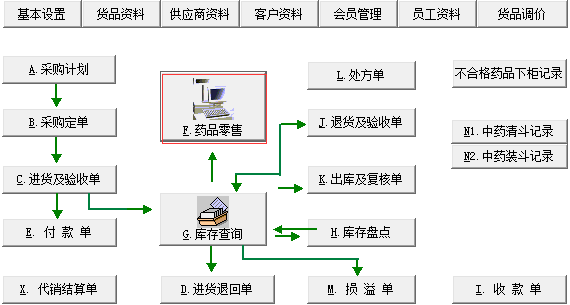 基本设置 货品资料 供应商资料 客户资料 会员管理 员工资料 货品调价
A.采购计划
L.处方单
不合格药品下柜记录
F.药品零售
B.采购定单
J.退货及验收单
N1.中药清斗记录
N2.中药装斗记录
C.进货及验收单
K.出库及复核单
E. 付 款 单
G.库存查询
H.库存盘点
X. 代销结算单
D.进货退回单
M. 损 溢 单
I. 收 款 单